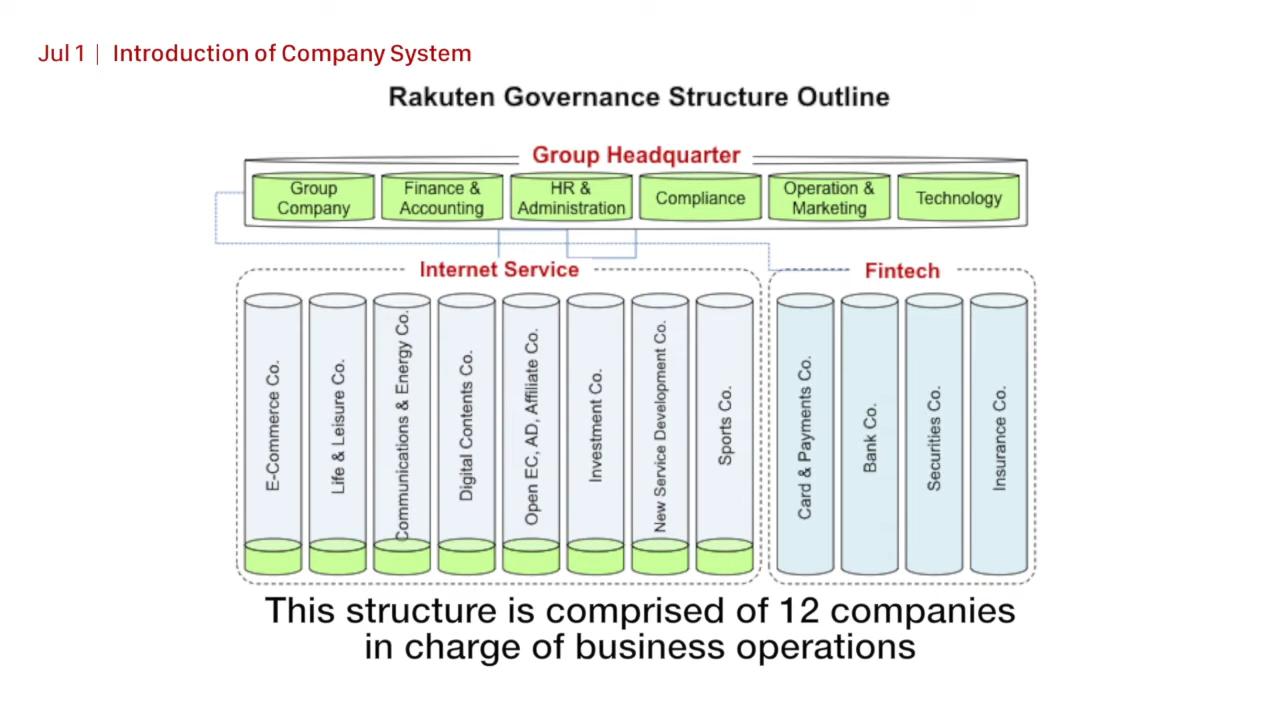 Jul 1 | Introduction of Company System
Rakuten Governance Structure Outline
Group Headquarter
Group
Company
Finance &
Accounting
HR &
Administration
Compliance
Operation &
Marketing
Technology
Internet Service
Fintech
E-Commerce Co.
Life & Leisure Co.
Communications & Energy Co.
Digital Contents Co.
Open EC, AD, Affiliate Co.
Investment Co.
New Service Development Co.
Sports Co.
Card & Payments Co.
Bank Co.
Securities Co.
Insurance Co.
This structure is comprised of 12 companies
in charge of business operations